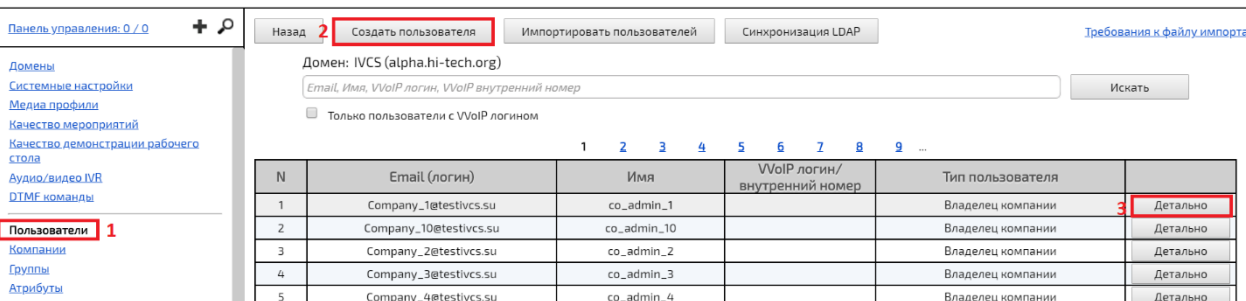 Панель управления: 0 / 0
Назад
2
Создать пользователя
Импортировать пользователей
Синхронизация LDAP
Требования к файлу импорта
Домены
Системные настройки
Медиа профили
Качество мероприятий
Качество демонстрации рабочего
стола
Аудио/видео IVR
DTMF команды
Пользователи 1
Компании
Группы
Атрибуты
Домен: IVCS (alpha.hi-tech.org)
Email, Имя, VVoIP логин, VVoIP внутренний номер
Искать
Только пользователи с VVoIP логином
1 2 3 4 5 6 7 8 9 ...
N Email (логин) Имя VVoIP логин/ Тип пользователя
внутренний номер
1 Company_1@testivcs.su co_admin_1 Владелец компании 3 Детально
2 Company_10@testivcs.su co_admin_10 Владелец компании Детально
3 Company_2@testivcs.su co_admin_2 Владелец компании Детально
4 Company_3@testivcs.su co_admin_3 Владелец компании Детально
5 Company_4@testivcs.su co_admin_4 Владелец компании Детально